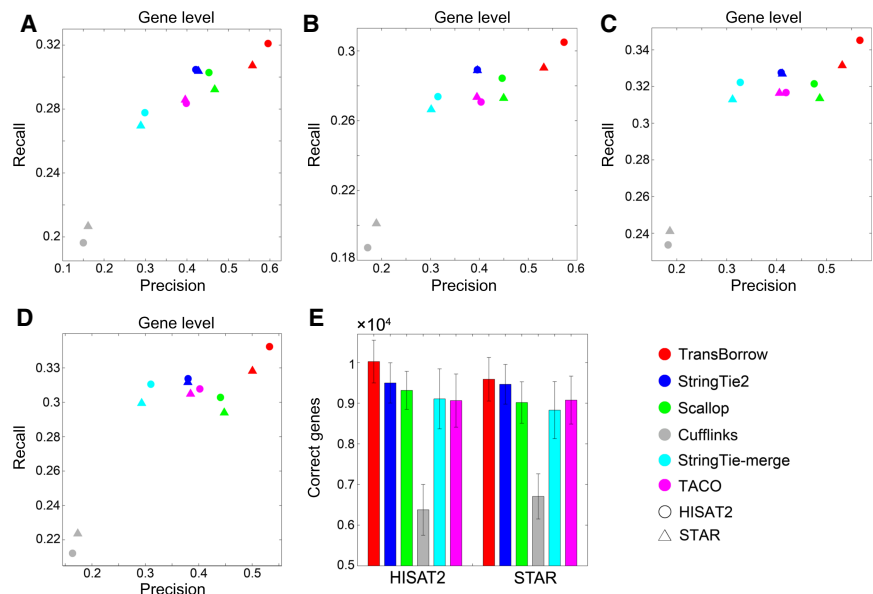 A
Gene level
0.32
0.28
0.24
0.2
Recall
0.1 0.2 0.3 0.4 0.5 0.6
Precision
B
Gene level
0.3
0.26
0.22
0.18
Recall
0.2 0.3 0.4 0.5
Precision
C
Gene level
0.34
0.32
0.3
0.28
0.26
0.24
Recall
0.2 0.3 0.4 0.5
Precision
D
Gene level
0.33
0.3
0.28
0.26
0.24
0.22
Recall
0.2 0.3 0.4 0.5
Precision
E
×10⁴
1
0.9
0.8
0.7
0.6
0.5
Correct genes
HISAT2 STAR
TransBorrow
StringTie2
Scallop
Cufflinks
StringTie-merge
TACO
HISAT2
STAR